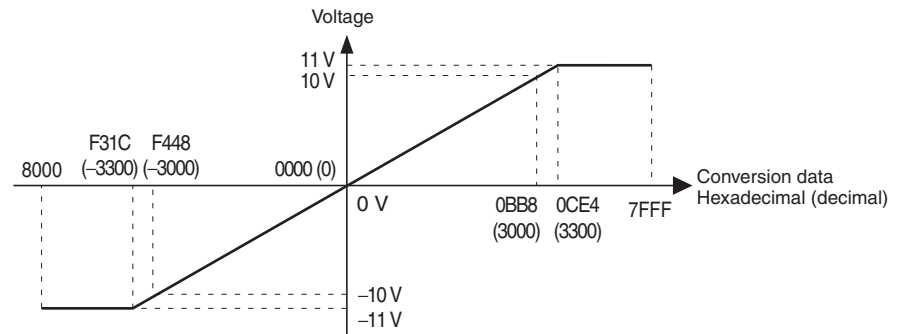 Voltage
11 V
10 V
F31C F448
8000 (–3300) (–3000) 0000 (0)
Conversion data
Hexadecimal (decimal)
0 V
0BB8 0CE4 7FFF
(3000) (3300)
–10 V
–11 V